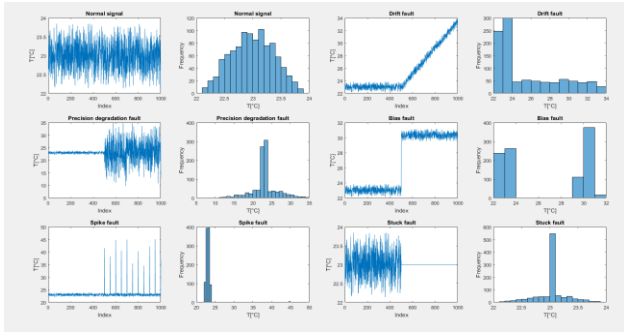 Normal signal
24
23.5
23
22.5
22
T[°C]
0 200 400 600 800 1000
Index
Normal signal
120
100
80
60
40
20
0
Frequency
22 22.5 23 23.5 24
T[°C]
Drift fault
34
32
30
28
26
24
22
T[°C]
0 200 400 600 800 1000
Index
Drift fault
300
250
200
150
100
50
0
Frequency
22 24 26 28 30 32 34
T[°C]
Precision degradation fault
35
30
25
20
15
10
5
T[°C]
0 200 400 600 800 1000
Index
Precision degradation fault
400
300
200
100
0
Frequency
5 10 15 20 25 30 35
T[°C]
Bias fault
32
30
28
26
24
22
T[°C]
0 200 400 600 800 1000
Index
Bias fault
400
300
200
100
0
Frequency
22 24 26 28 30 32
T[°C]
Spike fault
50
45
40
35
30
25
20
T[°C]
0 200 400 600 800 1000
Index
Spike fault
400
300
200
100
0
Frequency
20 25 30 35 40 45 50
T[°C]
Stuck fault
24
23.5
23
22.5
22
T[°C]
0 200 400 600 800 1000
Index
Stuck fault
600
500
400
300
200
100
0
Frequency
22 22.5 23 23.5 24
T[°C]